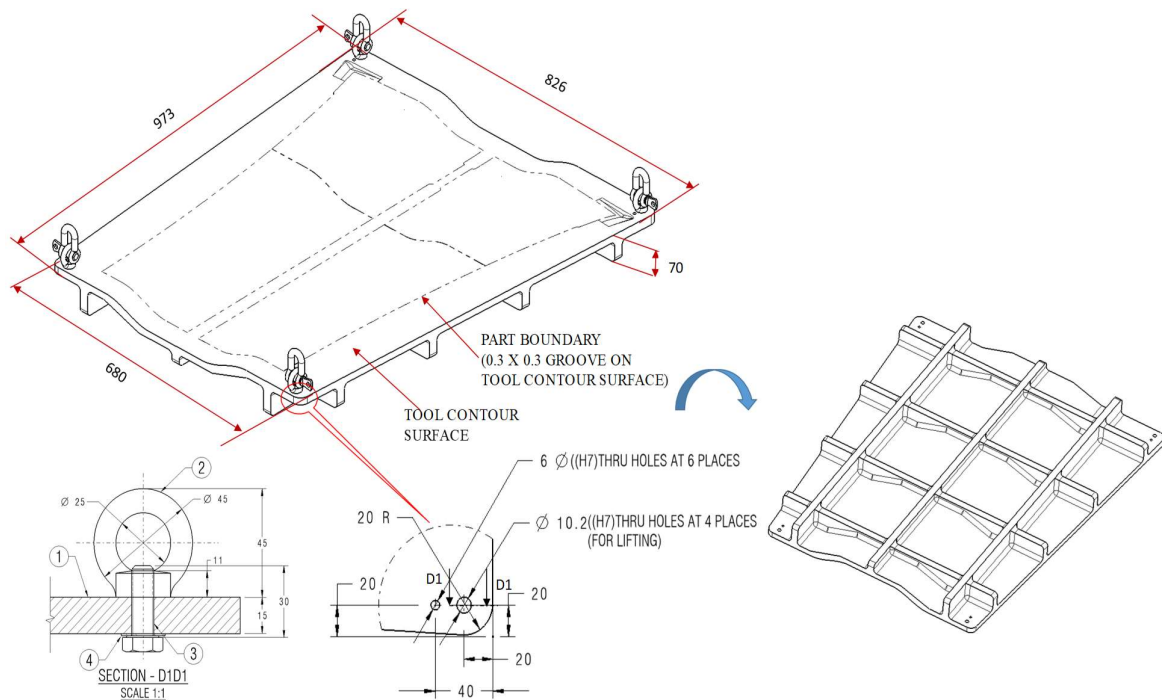 973
826
70
680
PART BOUNDARY
(0.3 X 0.3 GROOVE ON
TOOL CONTOUR SURFACE)
TOOL CONTOUR
SURFACE
1
2
Ø 25
Ø 45
11
45
30
15
4
3
SECTION - D1D1
SCALE 1:1
6 Ø((H7)THRU HOLES AT 6 PLACES
20 R
Ø 10.2((H7)THRU HOLES AT 4 PLACES
(FOR LIFTING)
20
D1
D1
20
20
40